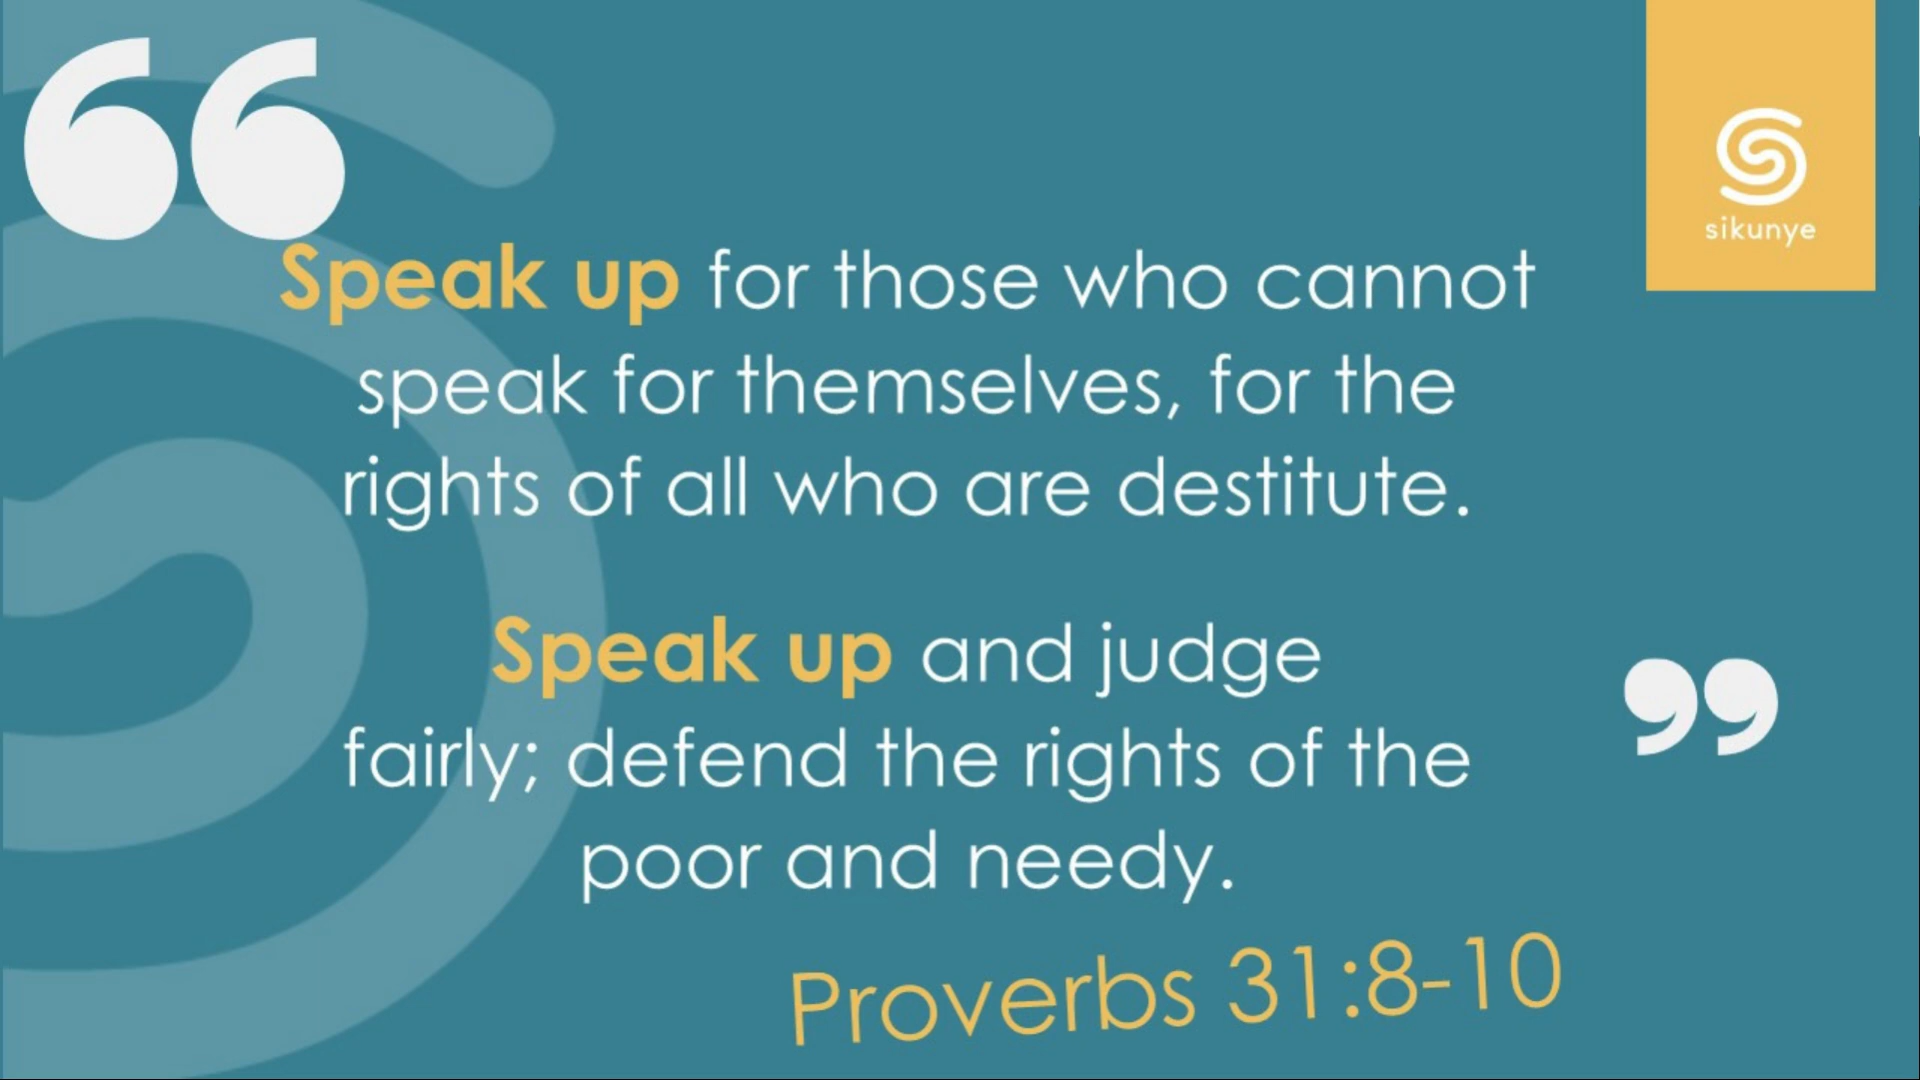 “
sikunye
Speak up for those who cannot
speak for themselves, for the
rights of all who are destitute.
Speak up and judge
fairly; defend the rights of the
poor and needy.
”
Proverbs 31:8-10